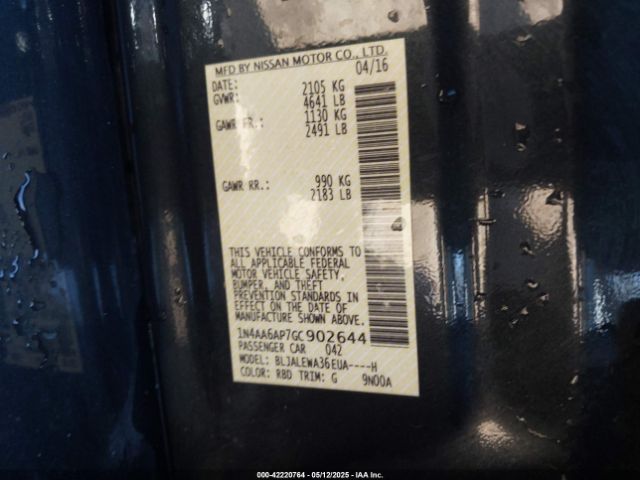 MFD BY NISSAN MOTOR CO., LTD.
DATE: 04/16
GVWR: 2105 KG
4641 LB
GAWR FR.: 1130 KG
2491 LB
GAWR RR.: 990 KG
2183 LB
THIS VEHICLE CONFORMS TO
ALL APPLICABLE FEDERAL
MOTOR VEHICLE SAFETY,
BUMPER, AND THEFT
PREVENTION STANDARDS IN
EFFECT ON THE DATE OF
MANUFACTURE SHOWN ABOVE.
1N4AA6AP7GC902644
PASSENGER CAR 042
MODEL: BLJALEWA36EUA----H
COLOR: RBD TRIM: G 9N00A
000-42220764 - 05/12/2025 - IAA Inc.